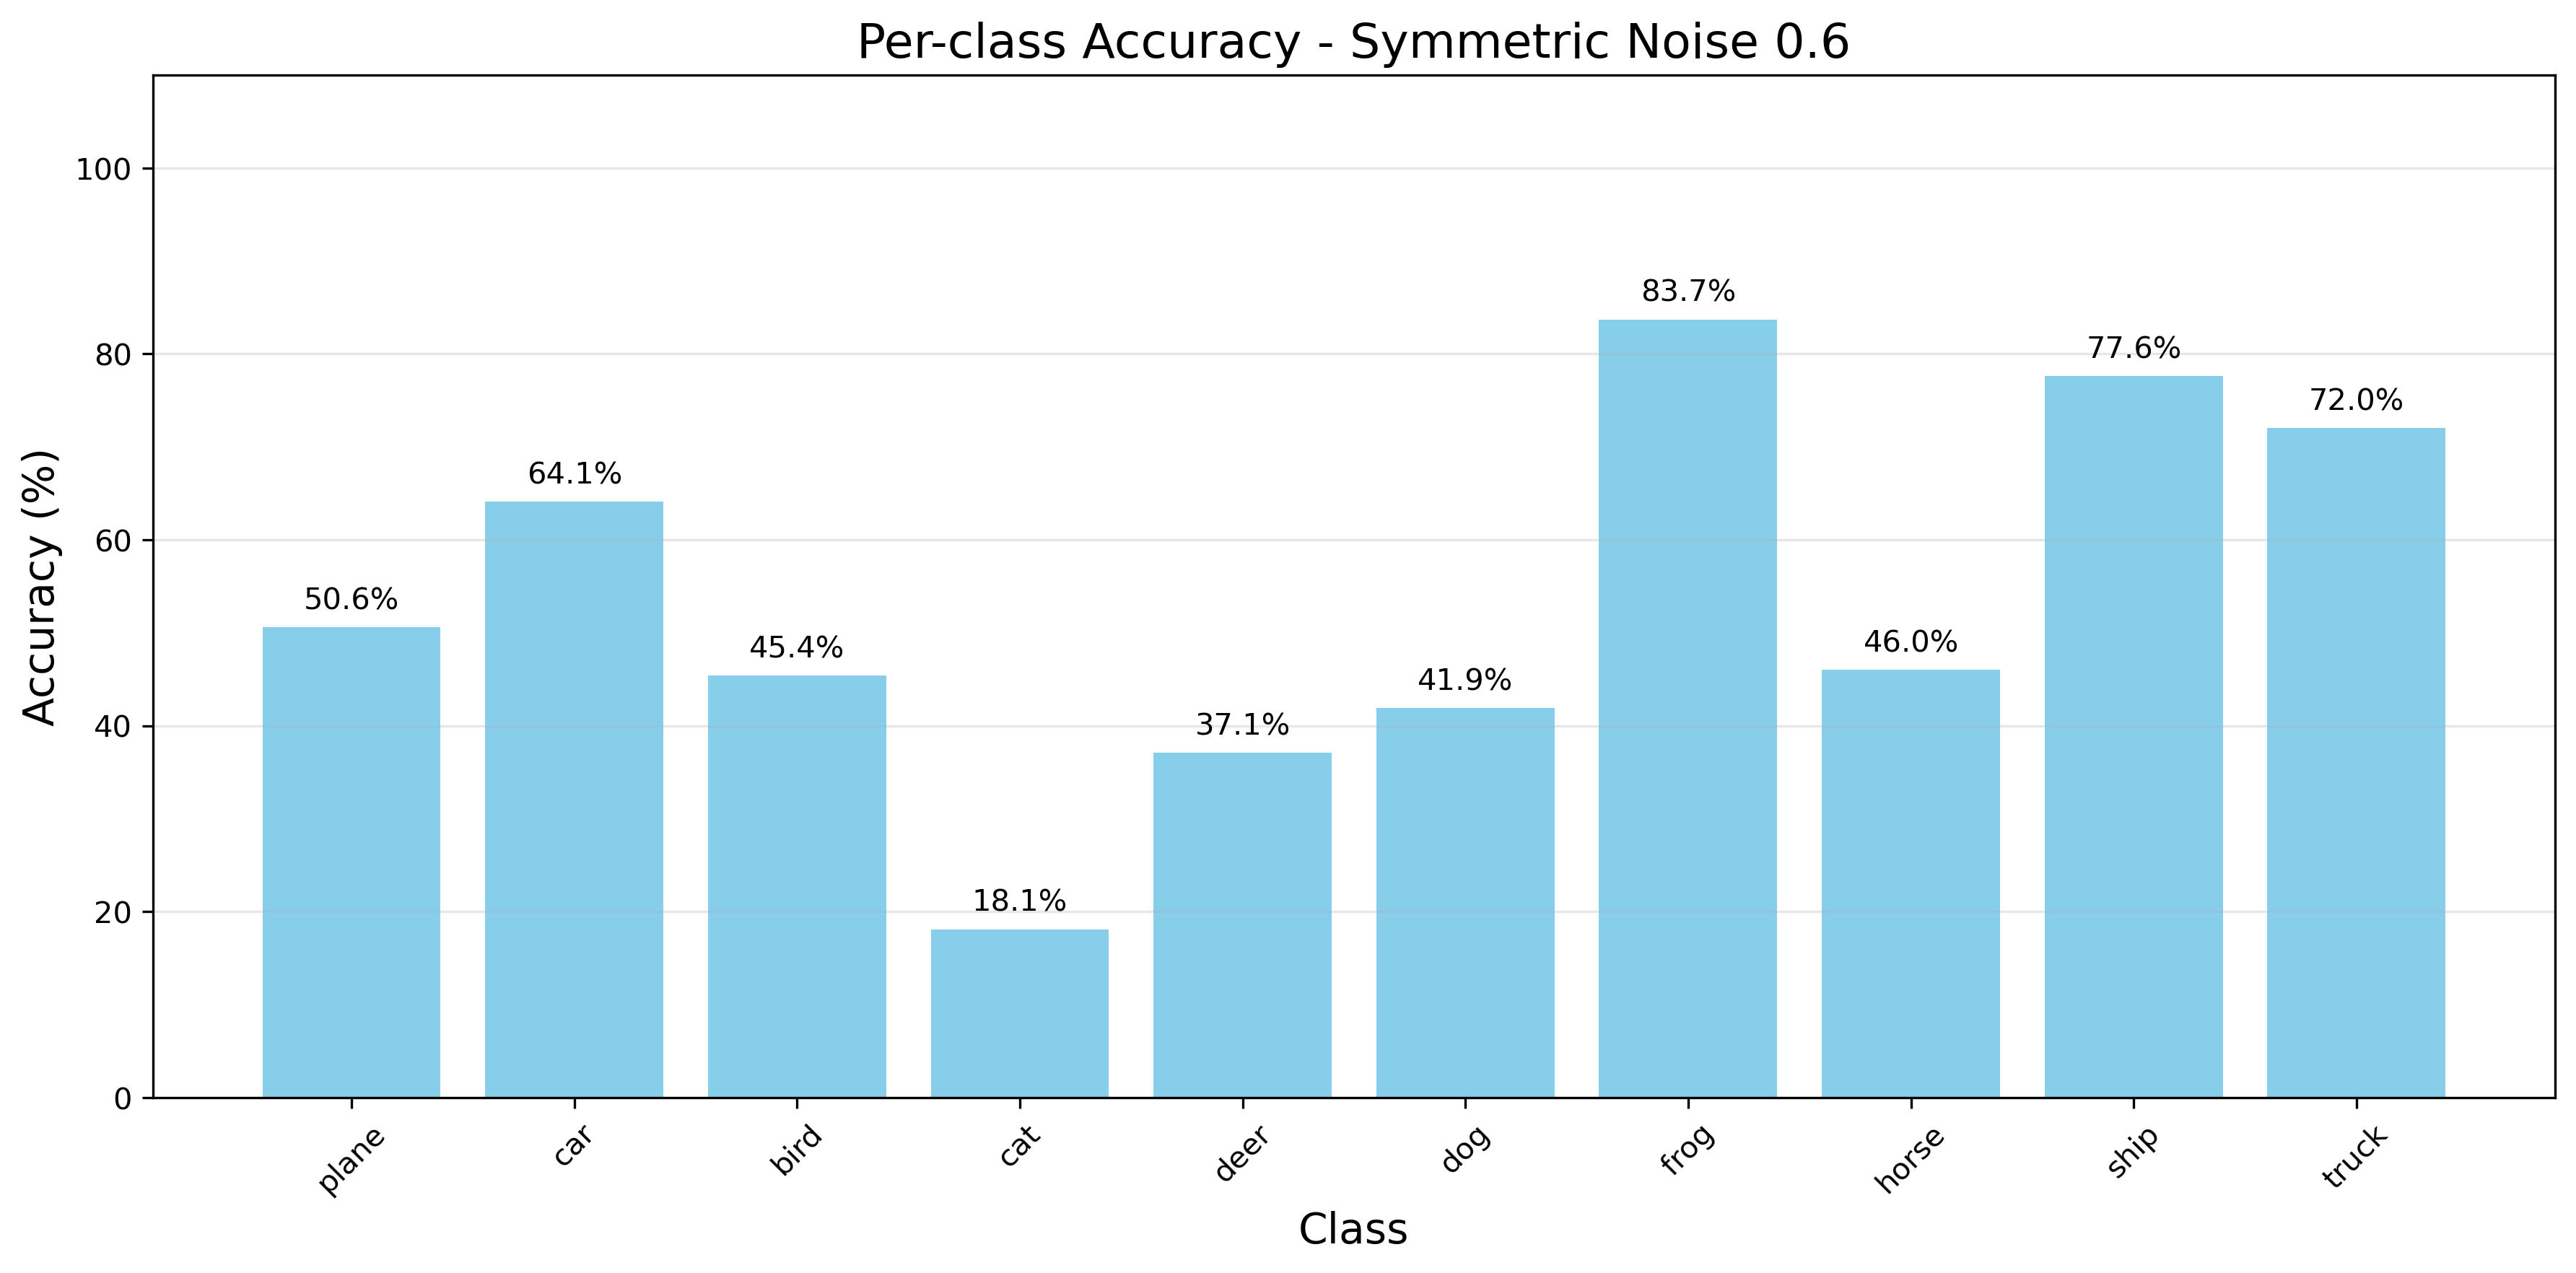 Per-class Accuracy - Symmetric Noise 0.6
Accuracy (%)
100
80
60
40
20
0
50.6%
64.1%
45.4%
18.1%
37.1%
41.9%
83.7%
46.0%
77.6%
72.0%
plane
car
bird
cat
deer
dog
frog
horse
ship
truck
Class